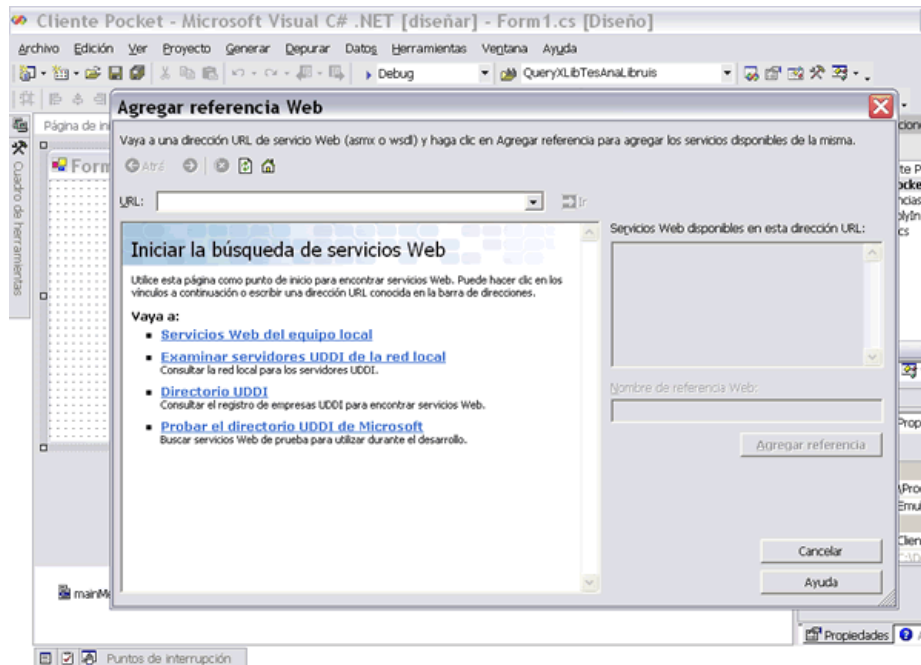 Cliente Pocket - Microsoft Visual C# .NET [diseñar] - Form1.cs [Diseño]
Archivo Edición Ver Proyecto Generar Depurar Datos Herramientas Ventana Ayuda
Debug QueryXLibTesAnaLibruis
Agregar referencia Web
Página de in
Vaya a una dirección URL de servicio Web (asmx o wsdl) y haga clic en Agregar referencia para agregar los servicios disponibles de la misma.
Form
Atrá
Cuadro de herramientas
URL:
Ir
Servicios Web disponibles en esta dirección URL:
Iniciar la búsqueda de servicios Web
Utilice esta página como punto de inicio para encontrar servicios Web. Puede hacer clic en los
vínculos a continuación o escribir una dirección URL conocida en la barra de direcciones.
Vaya a:
Servicios Web del equipo local
Examinar servidores UDDI de la red local
Consultar la red local para los servidores UDDI.
Directorio UDDI
Consultar el registro de empresas UDDI para encontrar servicios Web.
Probar el directorio UDDI de Microsoft
Buscar servicios Web de prueba para utilizar durante el desarrollo.
Nombre de referencia Web:
Agregar referencia
Cancelar
Ayuda
mainM
Propiedades
Puntos de interrupción